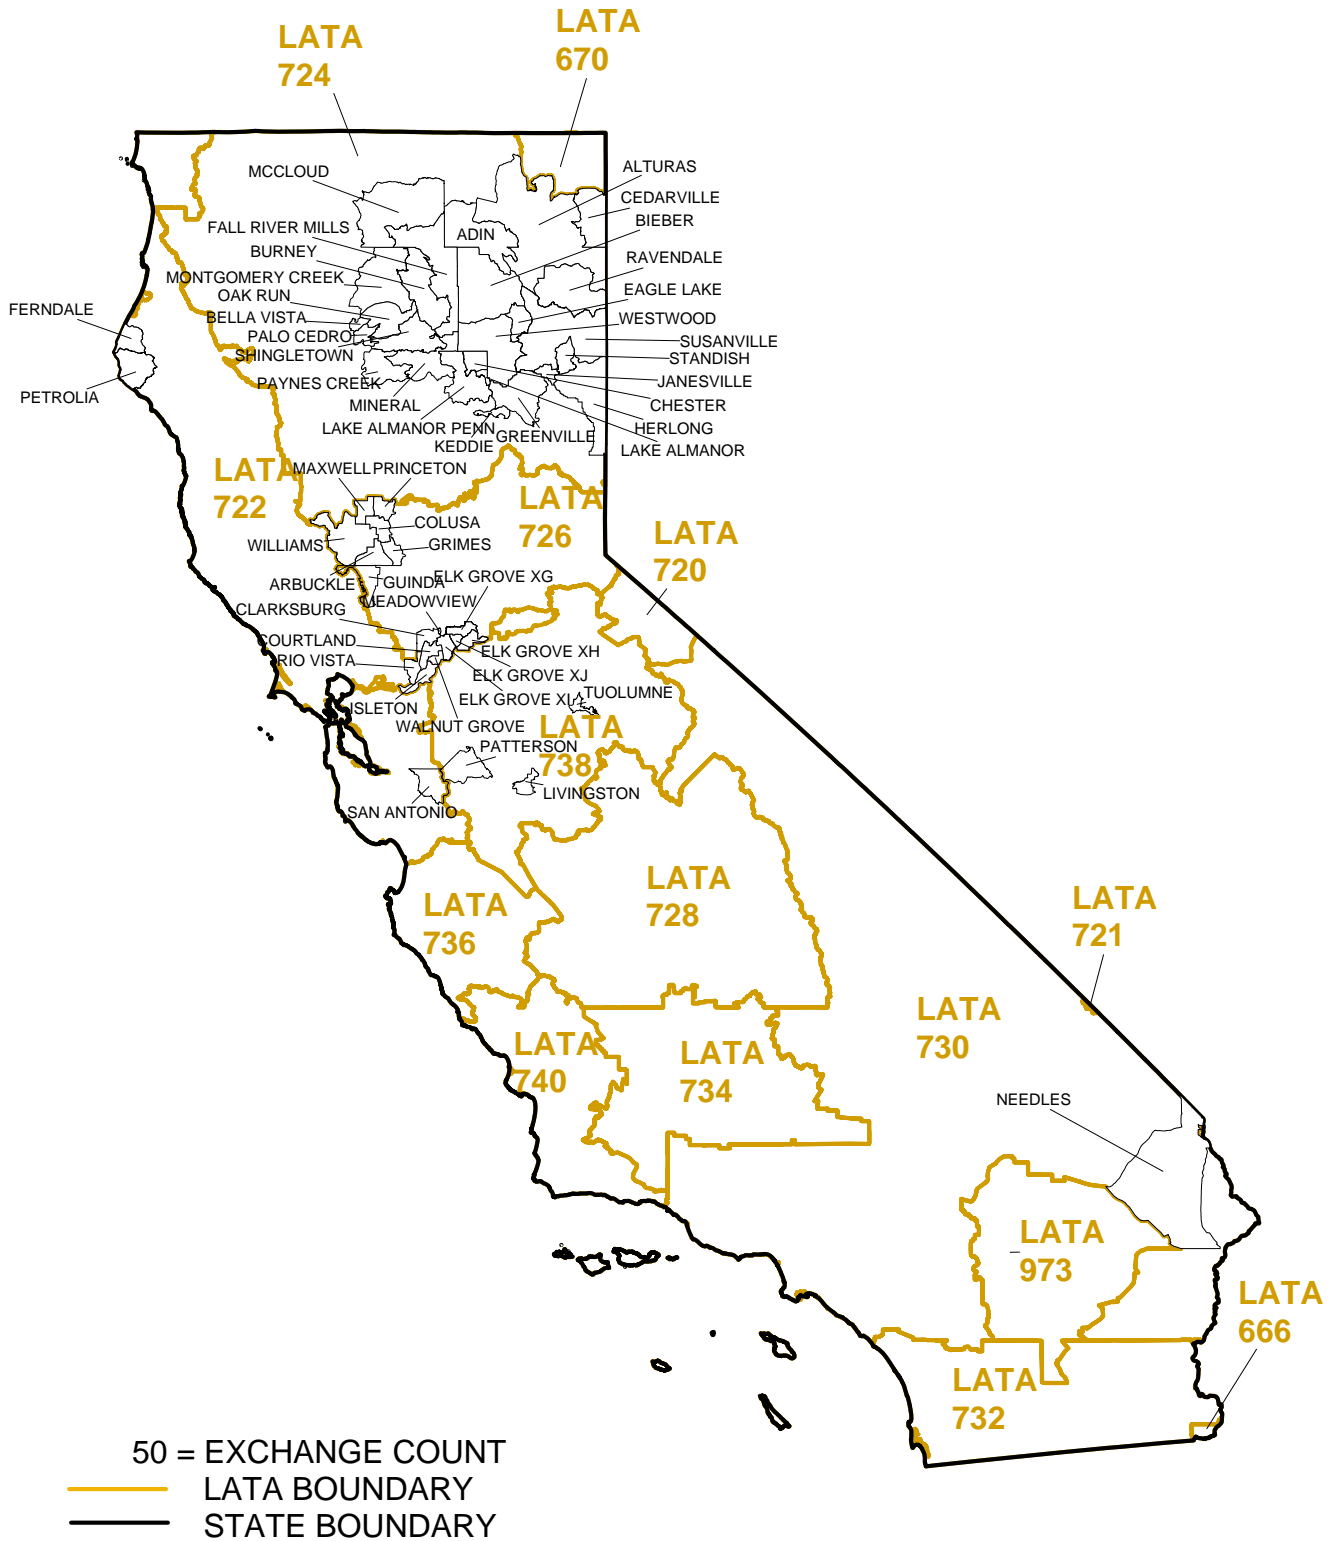 LATA
670
LATA
724
MCCLOUD
ALTURAS
CEDARVILLE
BIEBER
FALL RIVER MILLS
ADIN
BURNEY
RAVENDALE
MONTGOMERY CREEK
EAGLE LAKE
OAK RUN
FERNDALE
BELLA VISTA
WESTWOOD
PALO CEDRO
SUSANVILLE
SHINGLETOWN
STANDISH
PAYNES CREEK
JANESVILLE
PETROLIA
MINERAL
CHESTER
LAKE ALMANOR PENN
HERLONG
KEDDIE
GREENVILLE
LAKE ALMANOR
LATA
722
MAXWELL
PRINCETON
LATA
726
COLUSA
WILLIAMS
GRIMES
LATA
720
ARBUCKLE
GUINDA
ELK GROVE XG
MEADOWVIEW
CLARKSBURG
COURTLAND
ELK GROVE XH
RIO VISTA
ELK GROVE XJ
ELK GROVE XI
TUOLUMNE
ISLETON
WALNUT GROVE
LATA
738
PATTERSON
LIVINGSTON
SAN ANTONIO
LATA
728
LATA
736
LATA
721
LATA
730
LATA
740
LATA
734
NEEDLES
LATA
973
LATA
666
LATA
732
50 = EXCHANGE COUNT
LATA BOUNDARY
STATE BOUNDARY